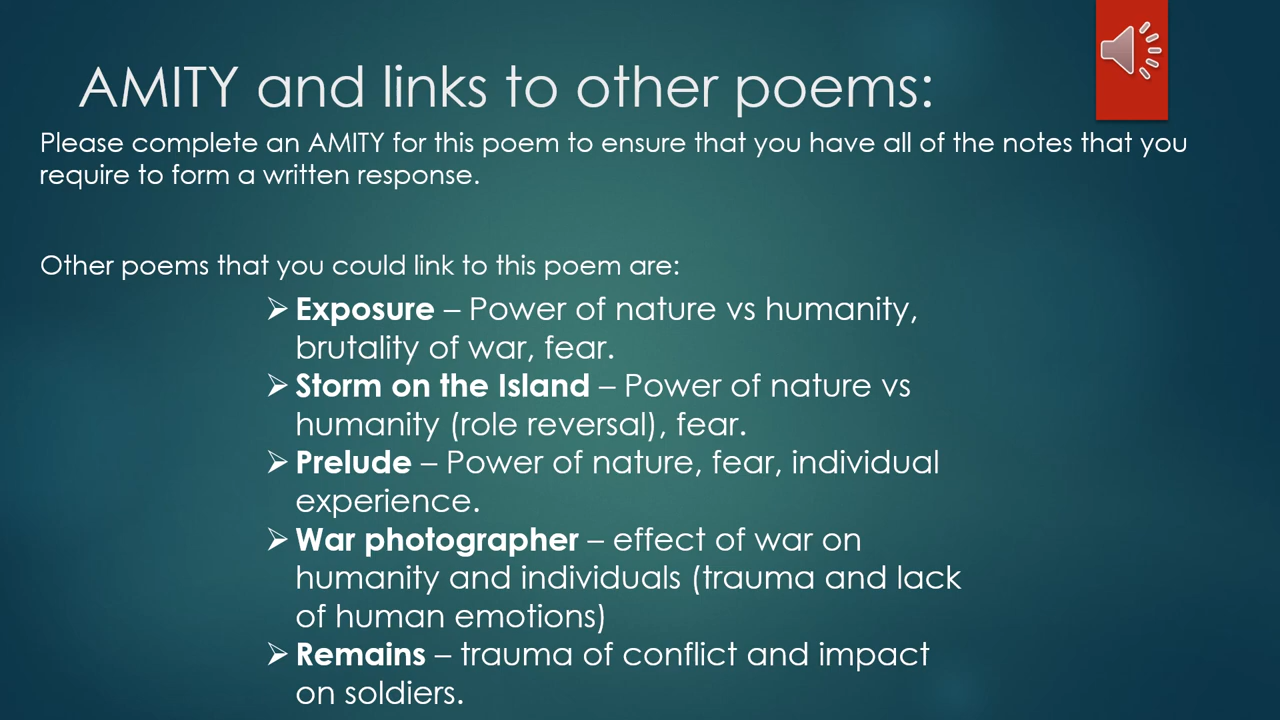 AMITY and links to other poems:
Please complete an AMITY for this poem to ensure that you have all of the notes that you
require to form a written response.
Other poems that you could link to this poem are:
➢ Exposure – Power of nature vs humanity,
brutality of war, fear.
➢ Storm on the Island – Power of nature vs
humanity (role reversal), fear.
➢ Prelude – Power of nature, fear, individual
experience.
➢ War photographer – effect of war on
humanity and individuals (trauma and lack
of human emotions)
➢ Remains – trauma of conflict and impact
on soldiers.